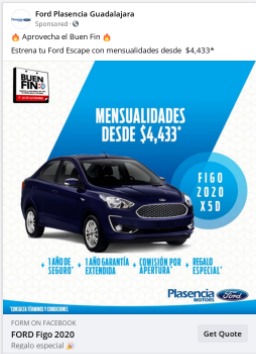 Ford Plasencia Guadalajara
Sponsored ·
🔥 Aprovecha el Buen Fin 🔥
Estrena tu Ford Escape con mensualidades desde $4,433*
EL BUEN FIN
MENSUALIDADES
DESDE $4,433*
FIGO
2020
X5D
+ 1 AÑO DE SEGURO*
+ 1 AÑO GARANTÍA EXTENDIDA
+ COMISIÓN POR APERTURA*
+ REGALO ESPECIAL*
Plasencia Ford
MOTORS
*CONSULTA TÉRMINOS Y CONDICIONES
FORM ON FACEBOOK
FORD Figo 2020
Get Quote
Regalo especial 🎉